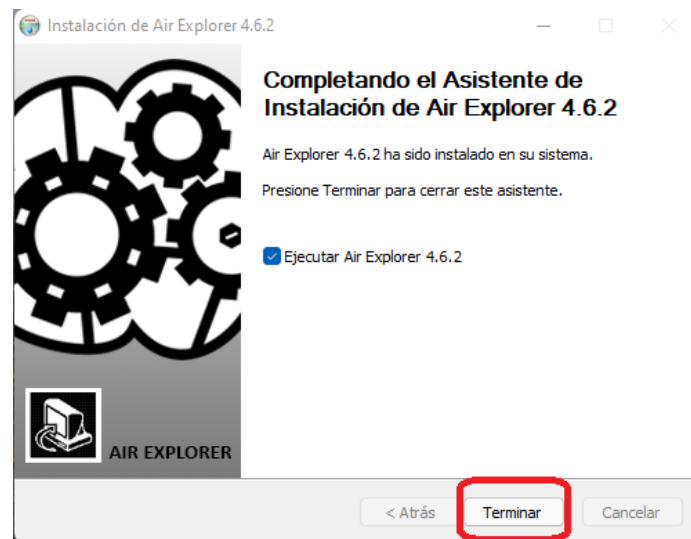 Instalación de Air Explorer 4.6.2
Completando el Asistente de
Instalación de Air Explorer 4.6.2
Air Explorer 4.6.2 ha sido instalado en su sistema.
Presione Terminar para cerrar este asistente.
Ejecutar Air Explorer 4.6.2
AIR EXPLORER
< Atrás
Terminar
Cancelar